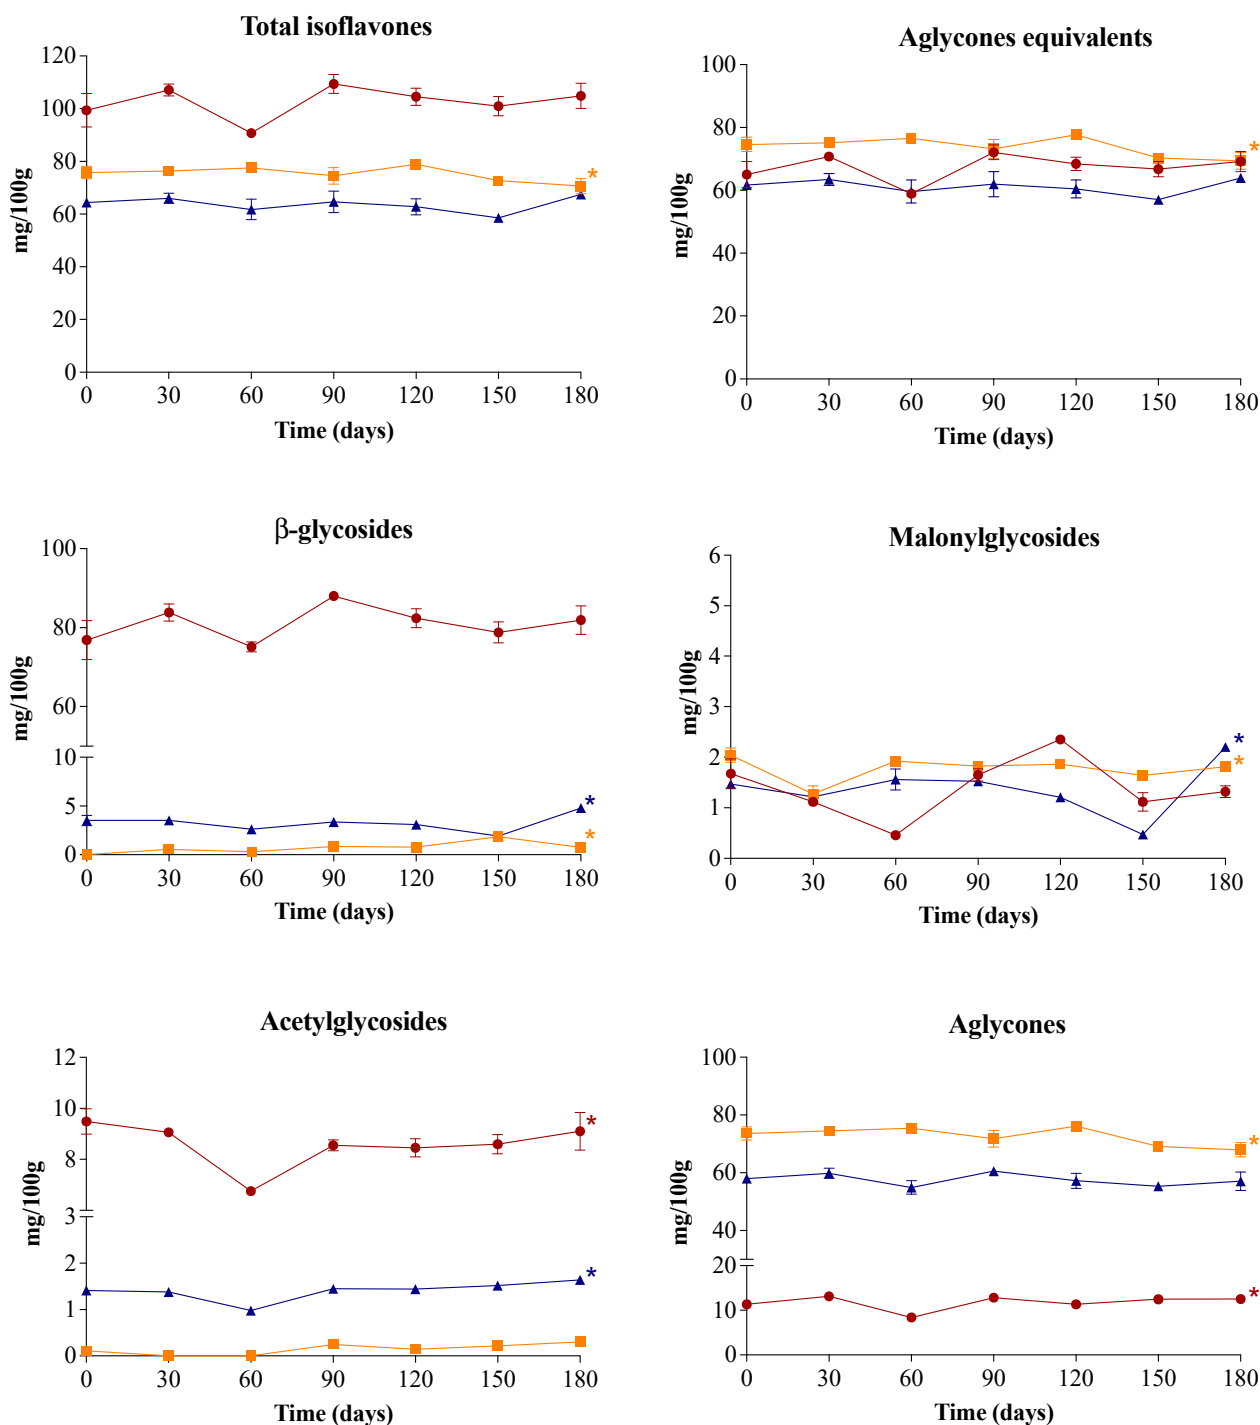 Total isoflavones
120
100
80
60
40
20
0
mg/100g
*
0 30 60 90 120 150 180
Time (days)
Aglycones equivalents
100
80
60
40
20
0
mg/100g
*
0 30 60 90 120 150 180
Time (days)
β-glycosides
100
80
60
10
5
0
mg/100g
*
*
0 30 60 90 120 150 180
Time (days)
Malonylglycosides
6
5
4
3
2
1
0
mg/100g
*
*
0 30 60 90 120 150 180
Time (days)
Acetylglycosides
12
10
8
3
2
1
0
mg/100g
*
*
0 30 60 90 120 150 180
Time (days)
Aglycones
100
80
60
40
20
10
0
mg/100g
*
*
0 30 60 90 120 150 180
Time (days)